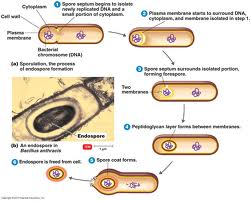 Cytoplasm
Cell wall
1 Spore septum begins to isolate
newly replicated DNA and a
small portion of cytoplasm.
2 Plasma membrane starts to surround DNA,
cytoplasm, and membrane isolated in step 1.
Plasma
membrane
Bacterial
chromosome (DNA)
(a) Sporulation, the process
of endospore formation
3 Spore septum surrounds isolated portion,
forming forespore.
Two
membranes
Endospore
4 Peptidoglycan layer forms between membranes.
(b) An endospore in
Bacillus anthracis
1 µm
6 Endospore is freed from cell.
5 Spore coat forms.